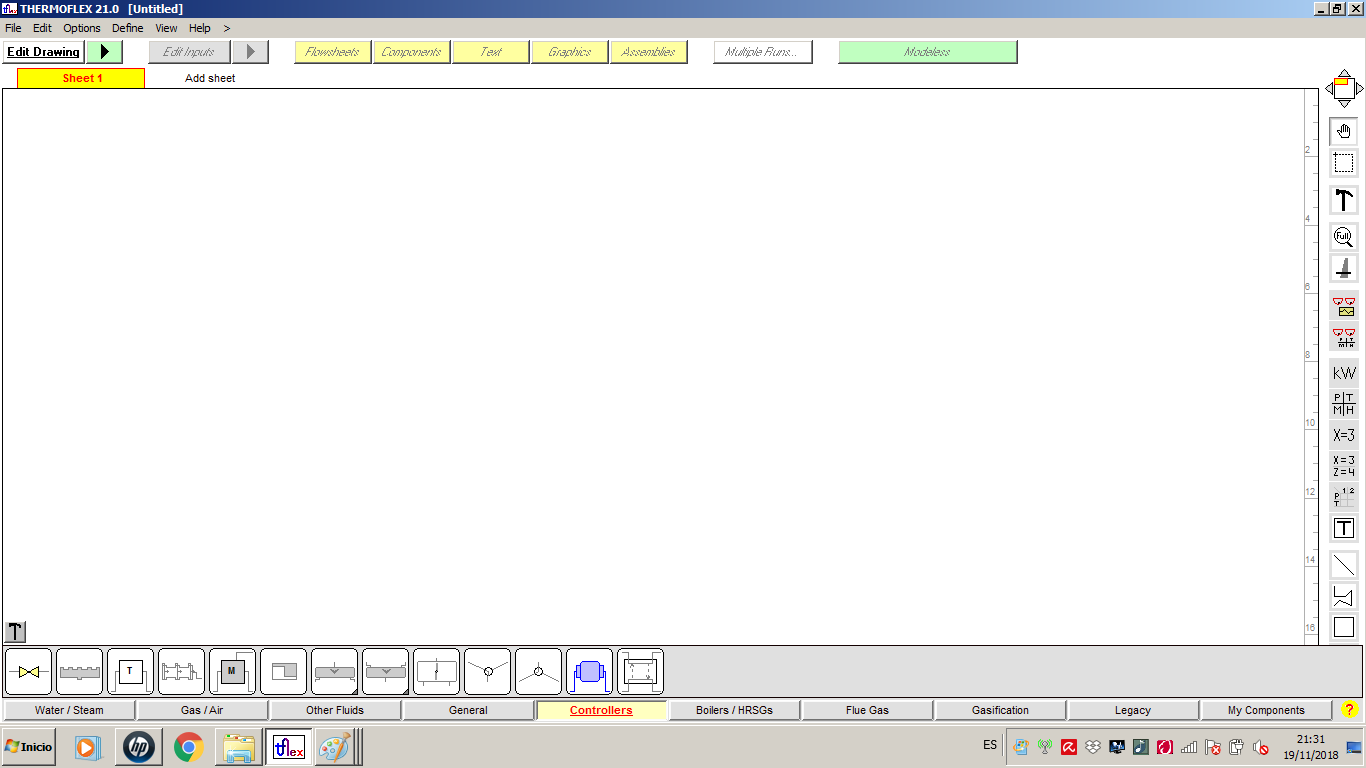 THERMOFLEX 21.0 [Untitled]
File Edit Options Define View Help >
Edit Drawing Edit Inputs Flowsheets Components Text Graphics Assemblies Multiple Runs... Modeless
Sheet 1 Add sheet
2
4
6
8
10
12
14
16
Full
kW
P T
M H
X=3
X=3
Z=4
1 2
P
T
T
T M
Water / Steam Gas / Air Other Fluids General Controllers Boilers / HRSGs Flue Gas Gasification Legacy My Components ?
Inicio hp tflex ES 21:31
19/11/2018